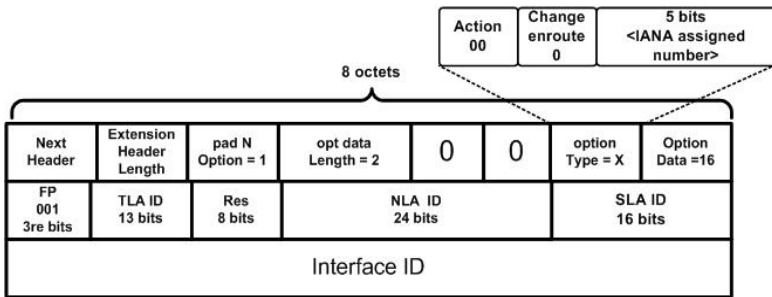 Action
00
Change
enroute
0
5 bits
<IANA assigned
number>
8 octets
Next
Header
Extension
Header
Length
pad N
Option = 1
opt data
Length = 2
0
0
option
Type = X
Option
Data =16
FP
001
3re bits
TLA ID
13 bits
Res
8 bits
NLA ID
24 bits
SLA ID
16 bits
Interface ID